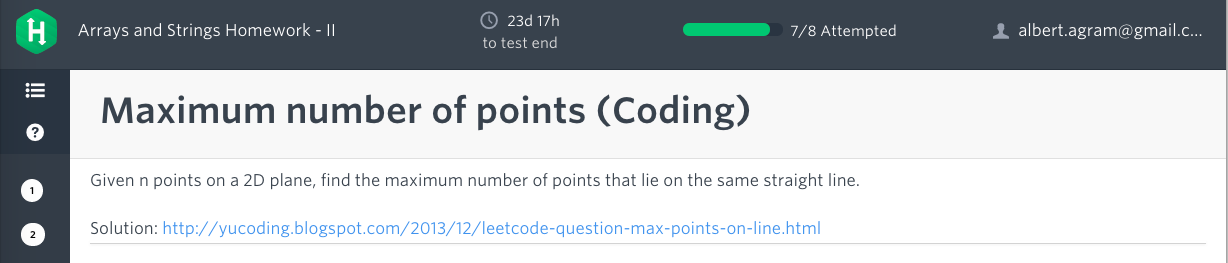 H
Arrays and Strings Homework - II
23d 17h
to test end
7/8 Attempted
albert.agram@gmail.c...
?
1
2
Maximum number of points (Coding)
Given n points on a 2D plane, find the maximum number of points that lie on the same straight line.
Solution: http://yucoding.blogspot.com/2013/12/leetcode-question-max-points-on-line.html